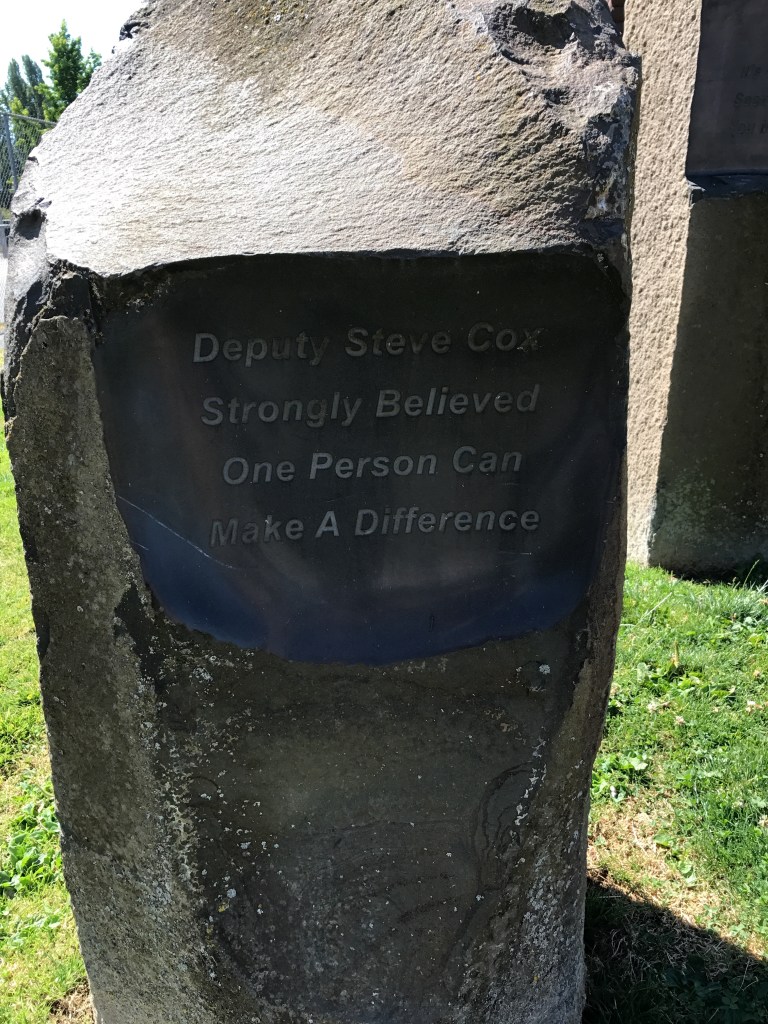 Deputy Steve Cox
Strongly Believed
One Person Can
Make A Difference